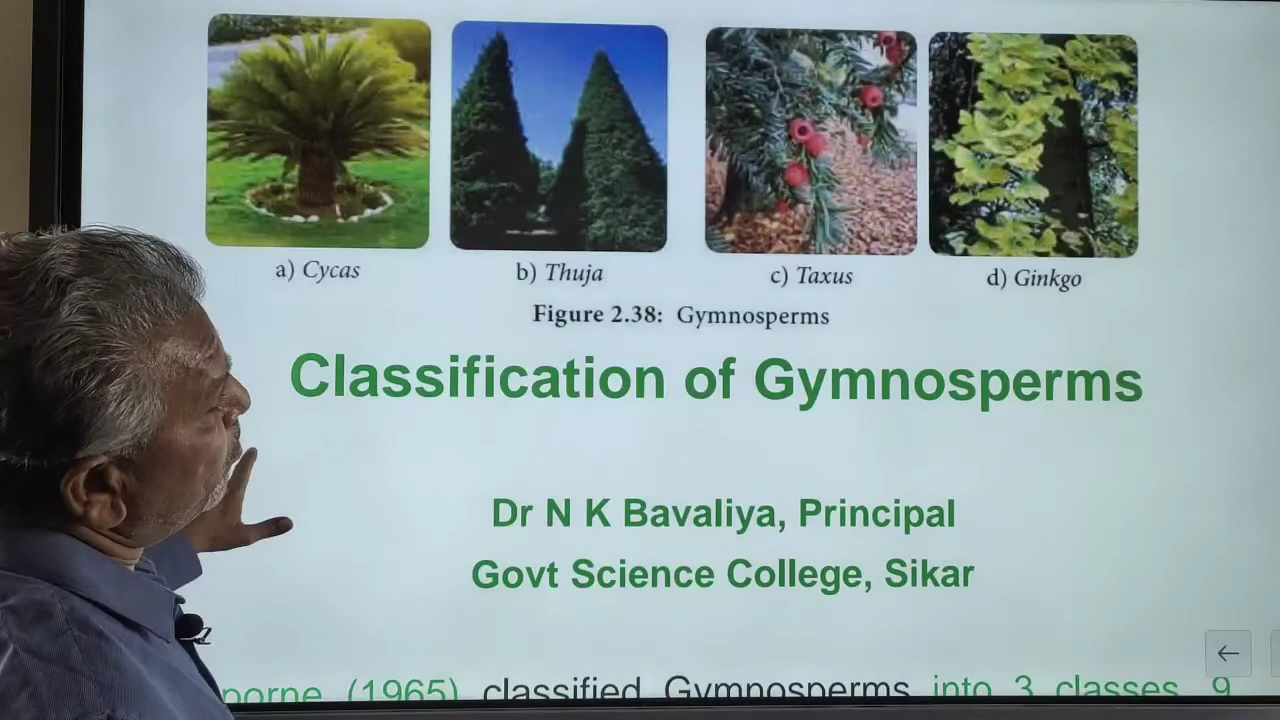 a) Cycas
b) Thuja
c) Taxus
d) Ginkgo
Figure 2.38: Gymnosperms
Classification of Gymnosperms
Dr N K Bavaliya, Principal
Govt Science College, Sikar
(1965) classified Gymnosperms into 3 classes 9